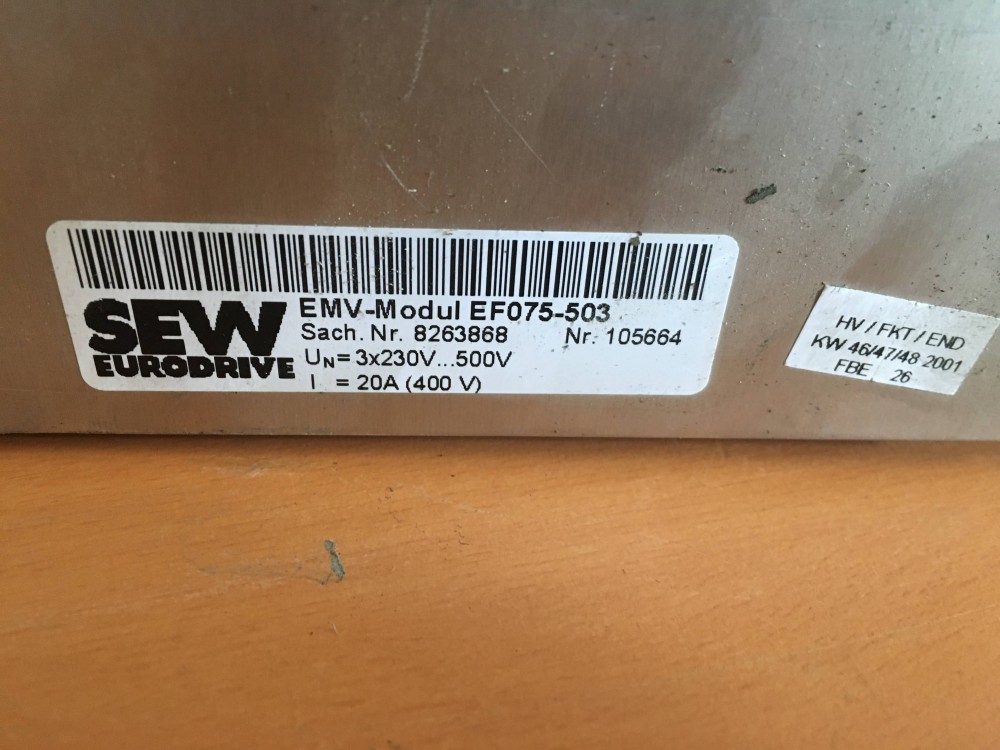 SEW
EURODRIVE
EMV-Modul EF075-503
Sach. Nr. 8263868 Nr. 105664
UN= 3x230V...500V
I = 20A (400 V)
HV / FKT / END
KW 46/47/48 2001
FBE 26